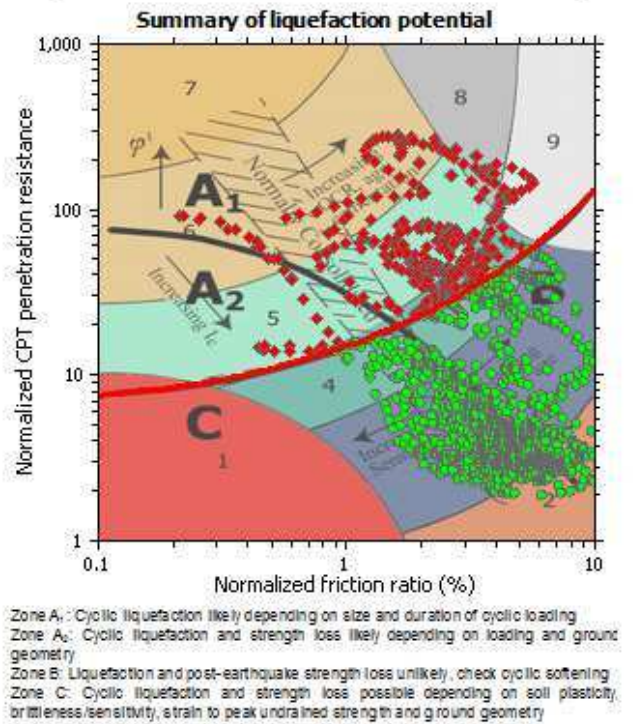 Summary of liquefaction potential
Normalized CPT penetration resistance
1,000
100
10
1
7
8
9
φ'
A1
6
A2
5
4
C
1
2
Increasing
Increasing Ic
0.1
1
10
Normalized friction ratio (%)
Zone A1: Cyclic liquefaction likely depending on size and duration of cyclic loading
Zone A2: Cyclic liquefaction and strength loss likely depending on loading and ground
geometry
Zone B: Liquefaction and post-earthquake strength loss unlikely, check cyclic softening
Zone C: Cyclic liquefaction and strength loss possible depending on soil plasticity,
brittleness/sensitivity, strain to peak undrained strength and ground geometry